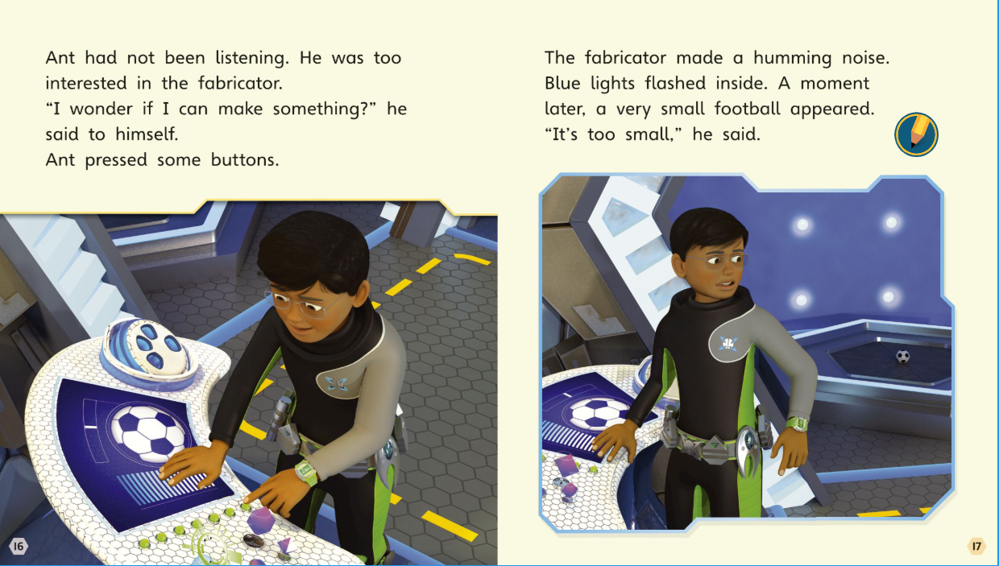 Ant had not been listening. He was too
interested in the fabricator.
“I wonder if I can make something?” he
said to himself.
Ant pressed some buttons.
16
The fabricator made a humming noise.
Blue lights flashed inside. A moment
later, a very small football appeared.
“It’s too small,” he said.
17